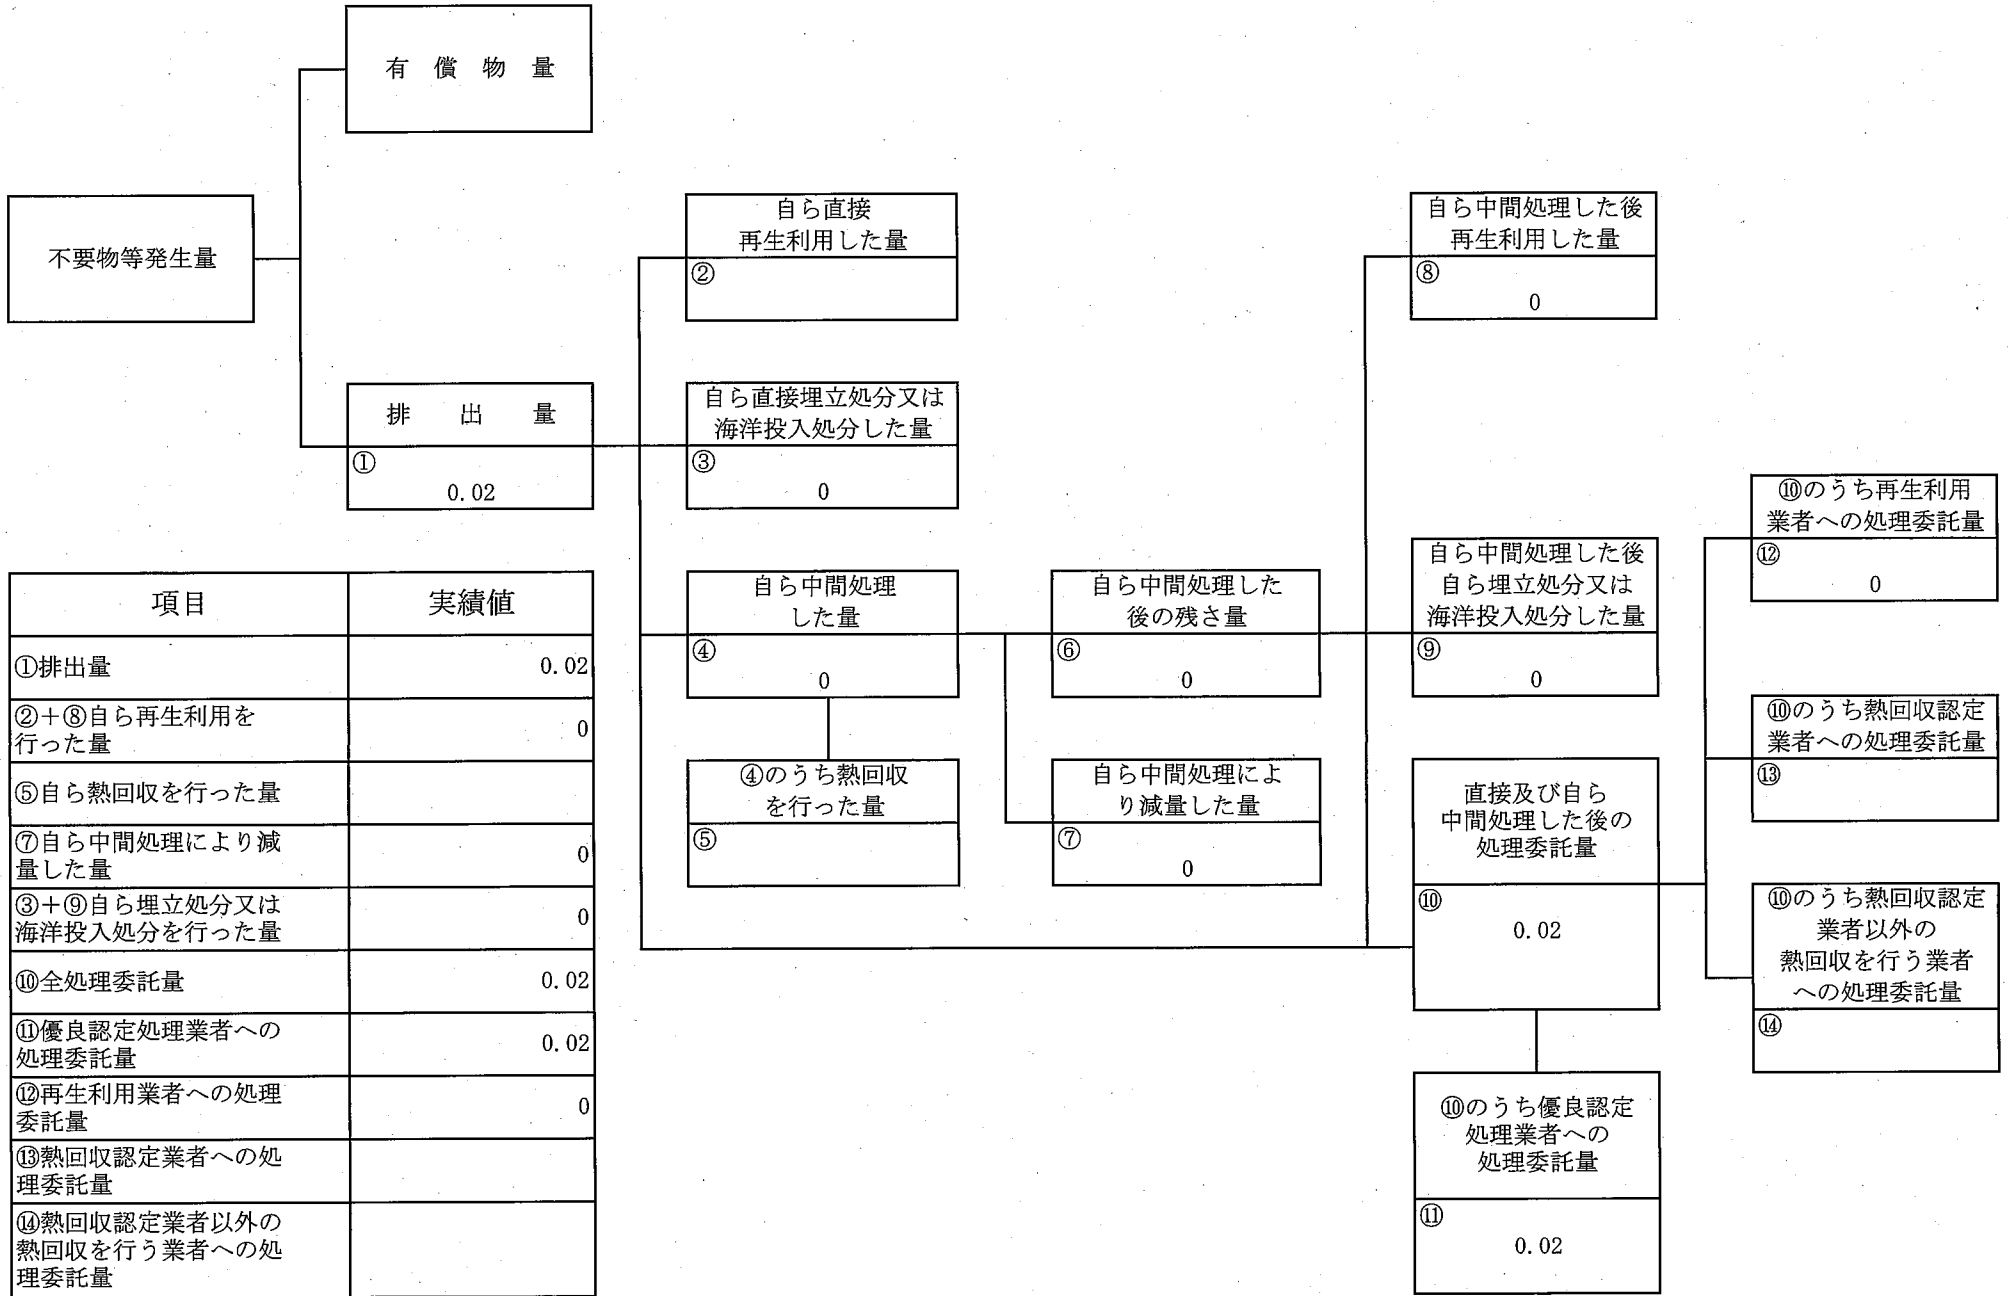 有 償 物 量
不要物等発生量
排 出 量
①
0.02
自ら直接
再生利用した量
②
自ら直接埋立処分又は
海洋投入処分した量
③
0
自ら中間処理
した量
④
0
④のうち熱回収
を行った量
⑤
自ら中間処理した
後の残さ量
⑥
0
自ら中間処理によ
り減量した量
⑦
0
自ら中間処理した後
再生利用した量
⑧
0
自ら中間処理した後
自ら埋立処分又は
海洋投入処分した量
⑨
0
直接及び自ら
中間処理した後の
処理委託量
⑩
0.02
⑩のうち優良認定
処理業者への
処理委託量
⑪
0.02
⑩のうち再生利用
業者への処理委託量
⑫
0
⑩のうち熱回収認定
業者への処理委託量
⑬
⑩のうち熱回収認定
業者以外の
熱回収を行う業者
への処理委託量
⑭
項目 実績値
①排出量 0.02
②+⑧自ら再生利用を
行った量 0
⑤自ら熱回収を行った量
⑦自ら中間処理により減
量した量 0
③+⑨自ら埋立処分又は
海洋投入処分を行った量 0
⑩全処理委託量 0.02
⑪優良認定処理業者への
処理委託量 0.02
⑫再生利用業者への処理
委託量 0
⑬熱回収認定業者への処
理委託量
⑭熱回収認定業者以外の
熱回収を行う業者への処
理委託量